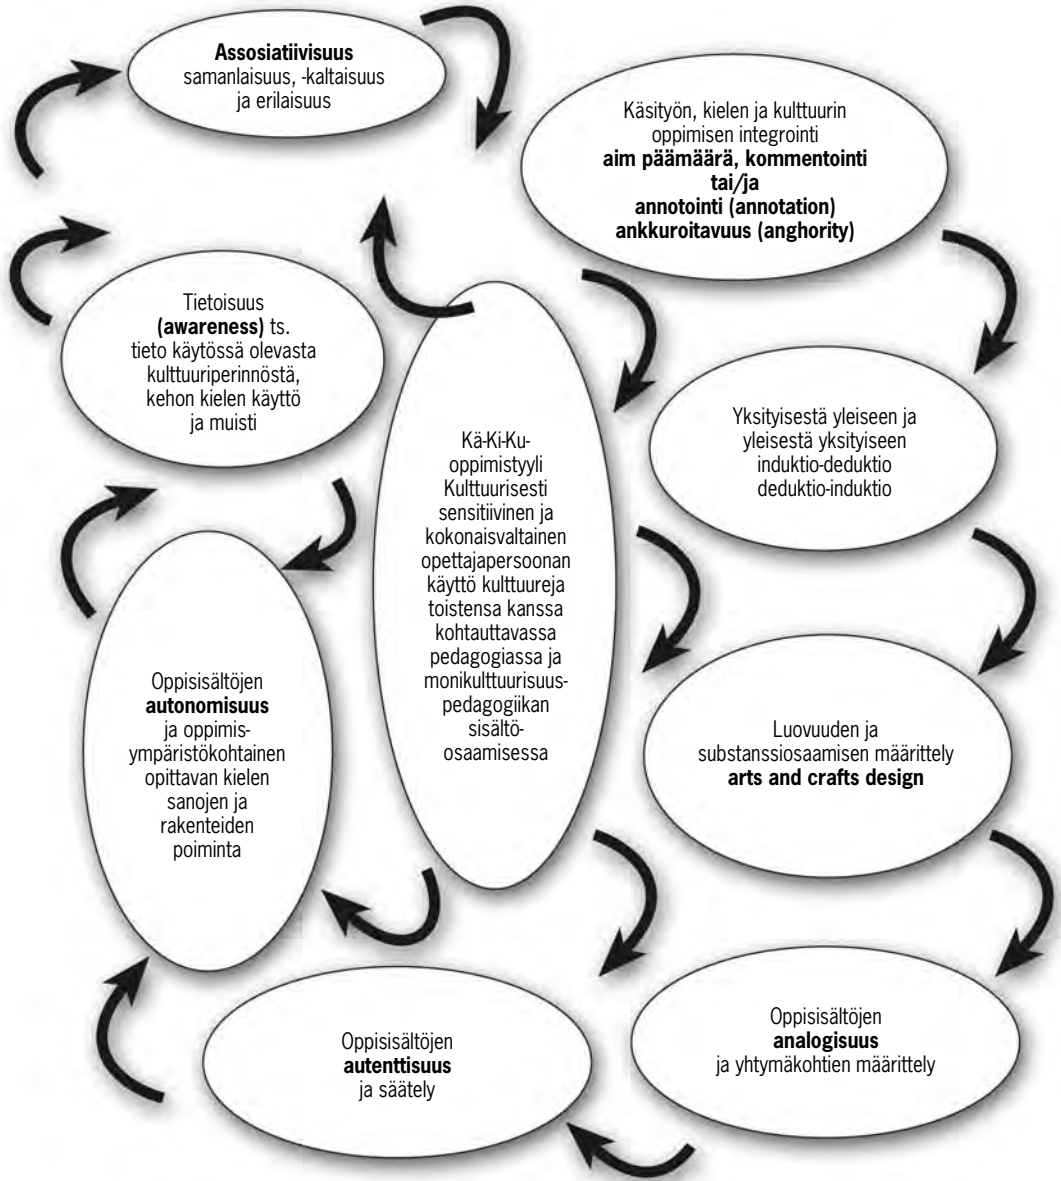 Assosiatiivisuus
samanlaisuus, -kaltaisuus
ja erilaisuus
Käsityön, kielen ja kulttuurin
oppimisen integrointi
aim päämäärä, kommentointi
tai/ja
annotointi (annotation)
ankkuroitavuus (anghority)
Tietoisuus
(awareness) ts.
tieto käytössä olevasta
kulttuuriperinnöstä,
kehon kielen käyttö
ja muisti
Yksityisestä yleiseen ja
yleisestä yksityiseen
induktio-deduktio
deduktio-induktio
Kä-Ki-Ku-
oppimistyyli
Kulttuurisesti
sensitiivinen ja
kokonaisvaltainen
opettajapersoonan
käyttö kulttuureja
toistensa kanssa
kohtauttavassa
pedagogiassa ja
monikulttuurisuus-
pedagogiikan
sisältö-
osaamisessa
Oppisisältöjen
autonomisuus
ja oppimis-
ympäristökohtainen
opittavan kielen
sanojen ja
rakenteiden
poiminta
Luovuuden ja
substanssiosaamisen määrittely
arts and crafts design
Oppisisältöjen
autenttisuus
ja säätely
Oppisisältöjen
analogisuus
ja yhtymäkohtien määrittely